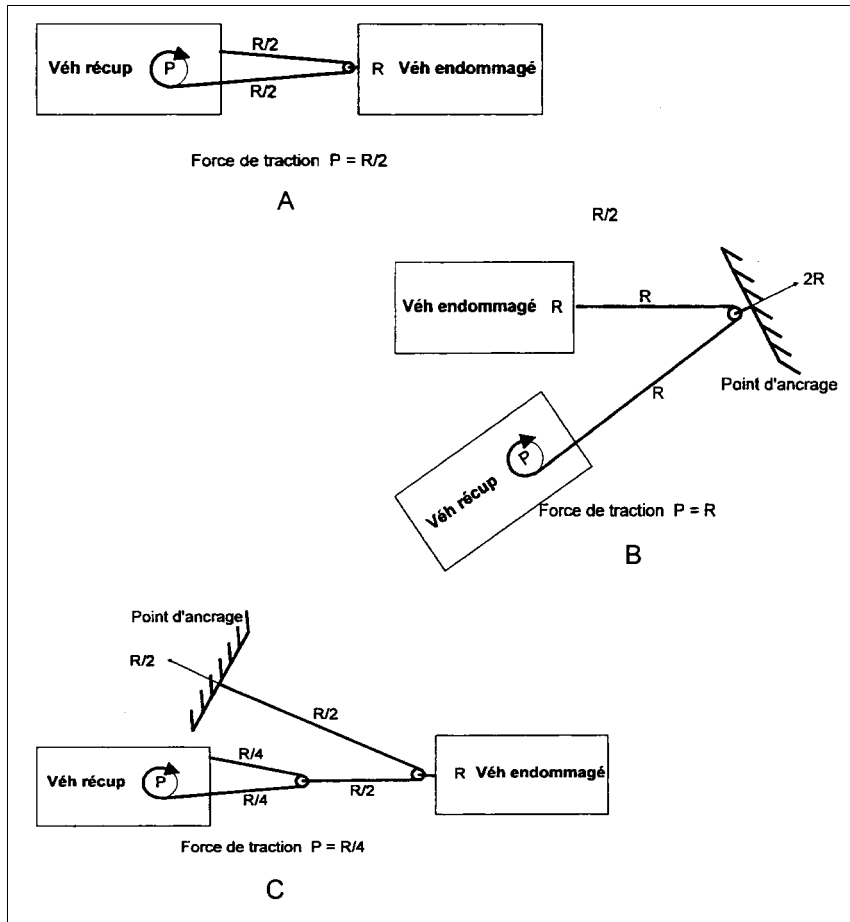 R/2
Véh récup P R Véh endommagé
R/2
Force de traction P = R/2
A
R/2
2R
Véh endommagé R R
Point d'ancrage
R
P
Véh récup
Force de traction P = R
B
Point d'ancrage
R/2
R/2
R/4
Véh récup P R Véh endommagé
R/4 R/2
Force de traction P = R/4
C